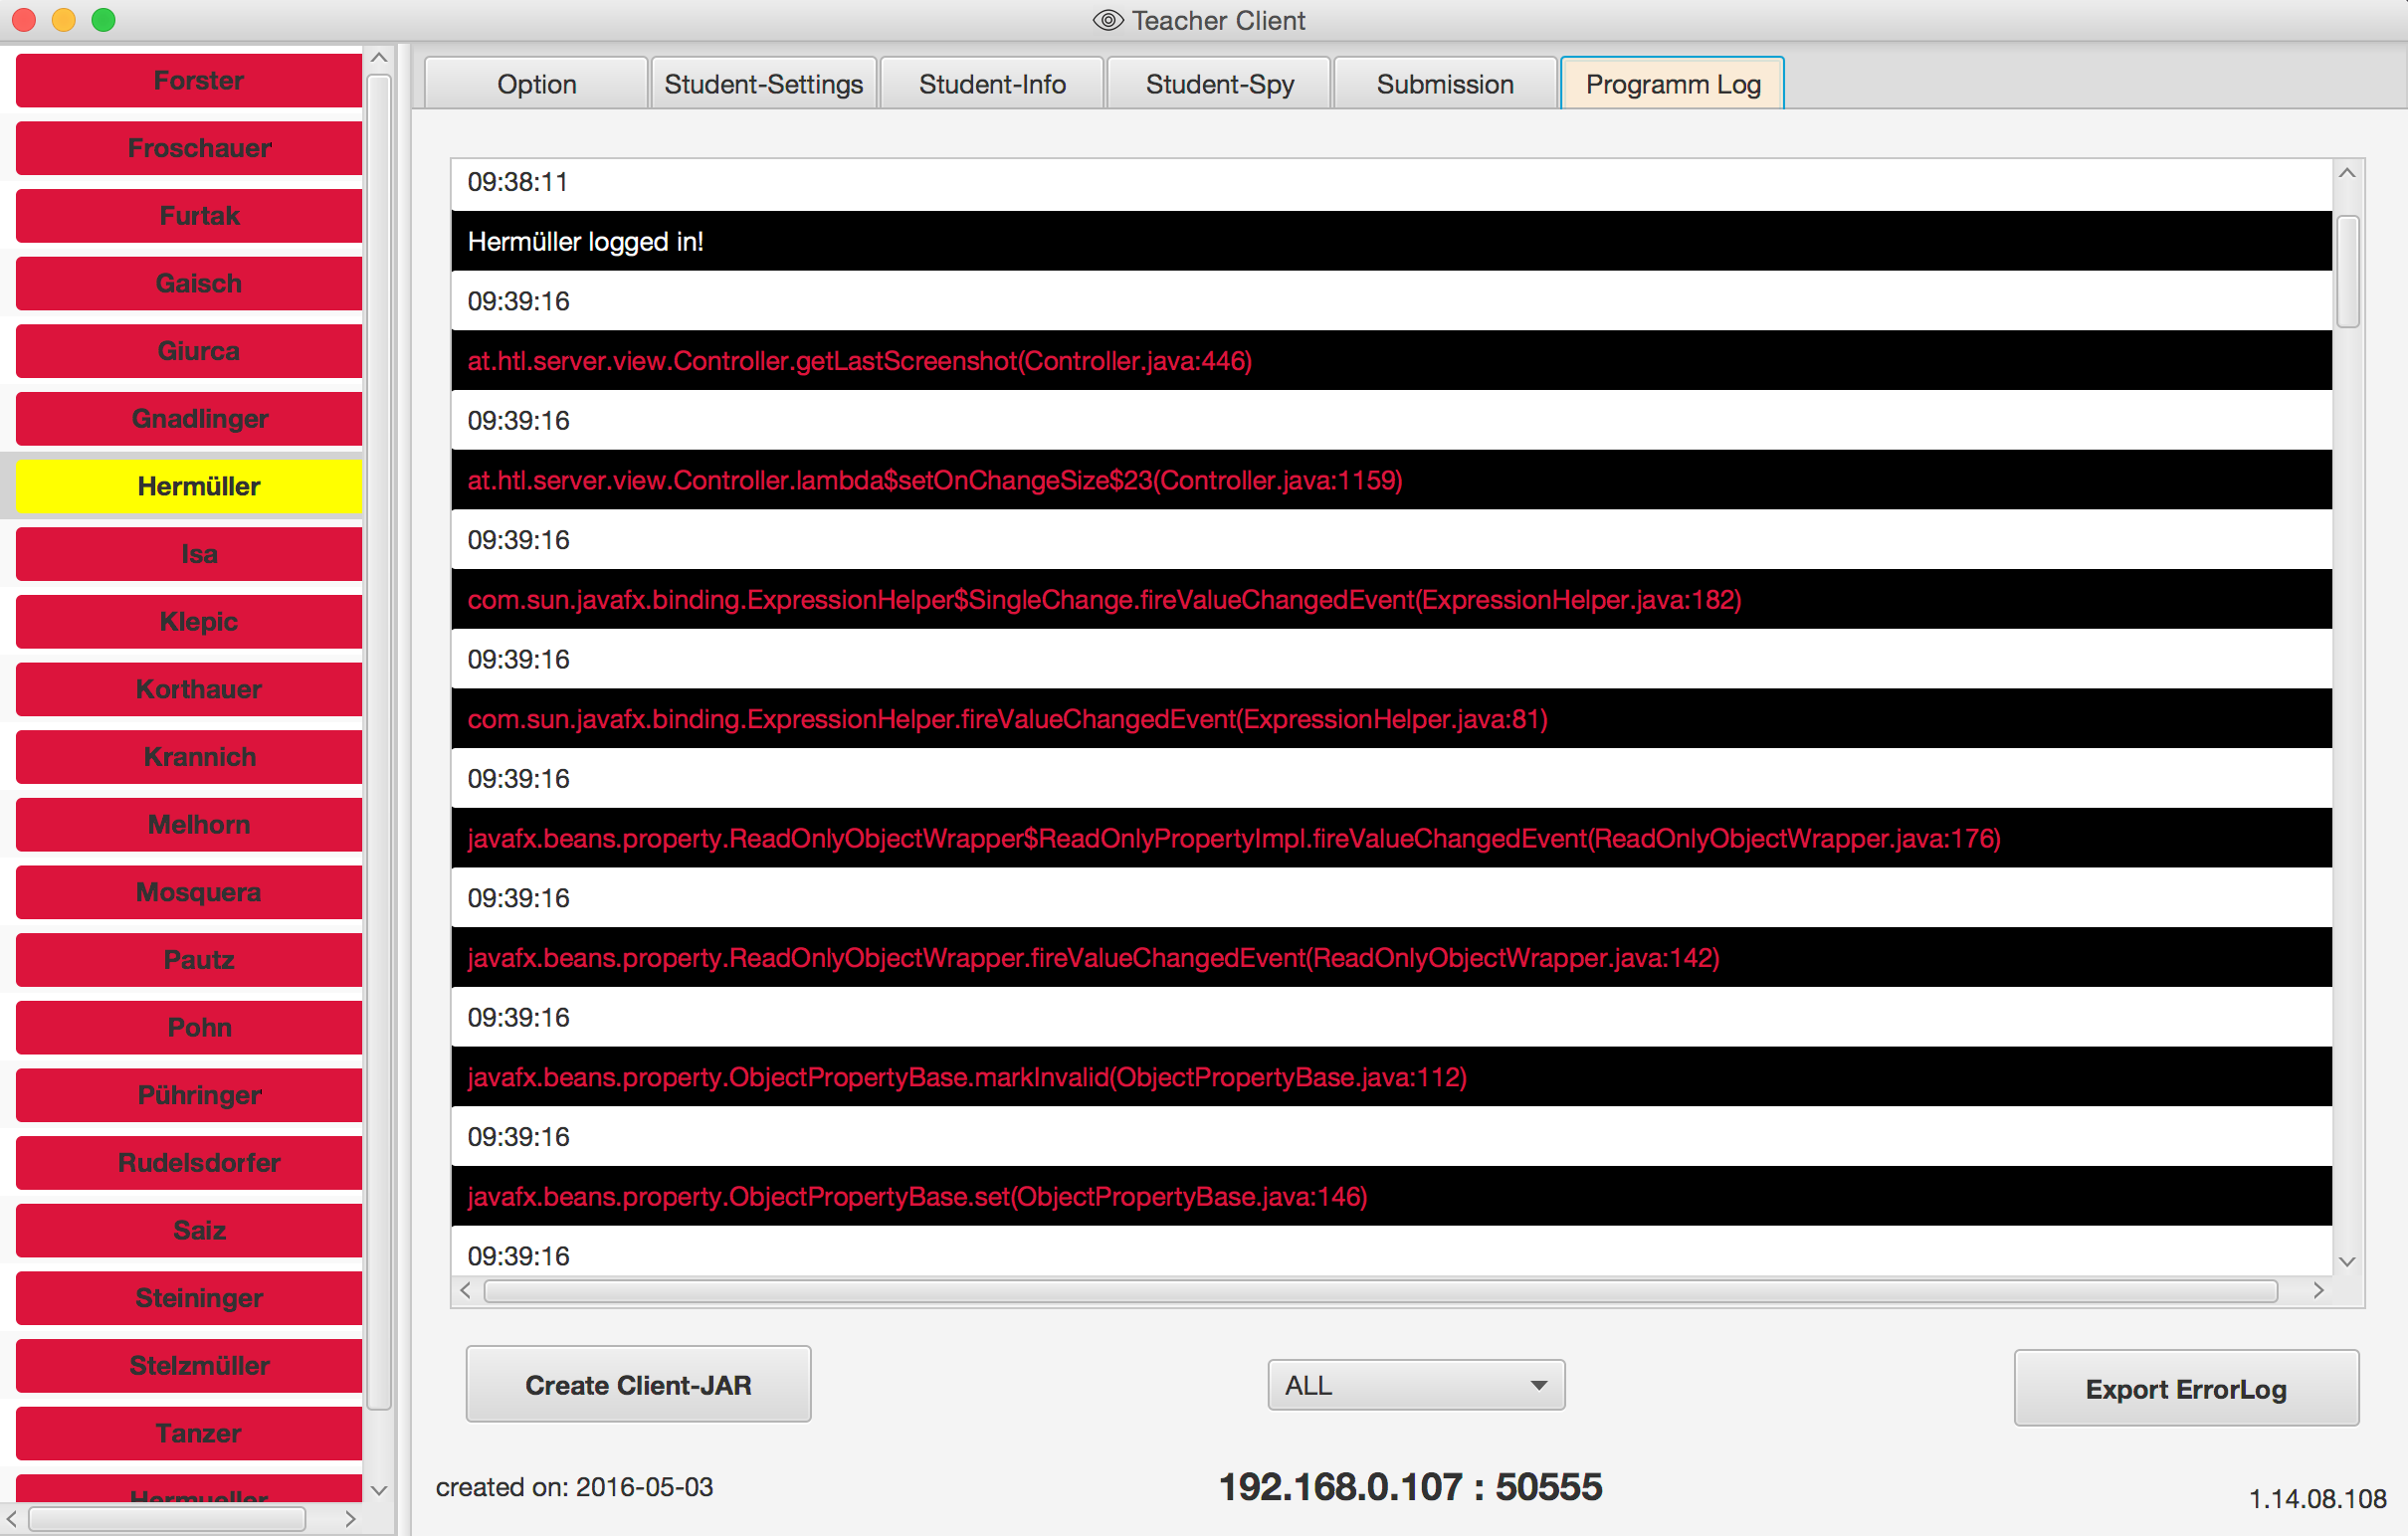 Teacher Client
Forster
Froschauer
Furtak
Gaisch
Giurca
Gnadlinger
Hermüller
Isa
Klepic
Korthauer
Krannich
Melhorn
Mosquera
Pautz
Pohn
Pühringer
Rudelsdorfer
Saiz
Steininger
Stelzmüller
Tanzer
Hermueller
Option Student-Settings Student-Info Student-Spy Submission Programm Log
09:38:11
Hermüller logged in!
09:39:16
at.htl.server.view.Controller.getLastScreenshot(Controller.java:446)
09:39:16
at.htl.server.view.Controller.lambda$setOnChangeSize$23(Controller.java:1159)
09:39:16
com.sun.javafx.binding.ExpressionHelper$SingleChange.fireValueChangedEvent(ExpressionHelper.java:182)
09:39:16
com.sun.javafx.binding.ExpressionHelper.fireValueChangedEvent(ExpressionHelper.java:81)
09:39:16
javafx.beans.property.ReadOnlyObjectWrapper$ReadOnlyPropertyImpl.fireValueChangedEvent(ReadOnlyObjectWrapper.java:176)
09:39:16
javafx.beans.property.ReadOnlyObjectWrapper.fireValueChangedEvent(ReadOnlyObjectWrapper.java:142)
09:39:16
javafx.beans.property.ObjectPropertyBase.markInvalid(ObjectPropertyBase.java:112)
09:39:16
javafx.beans.property.ObjectPropertyBase.set(ObjectPropertyBase.java:146)
09:39:16
Create Client-JAR ALL Export ErrorLog
created on: 2016-05-03 192.168.0.107 : 50555 1.14.08.108